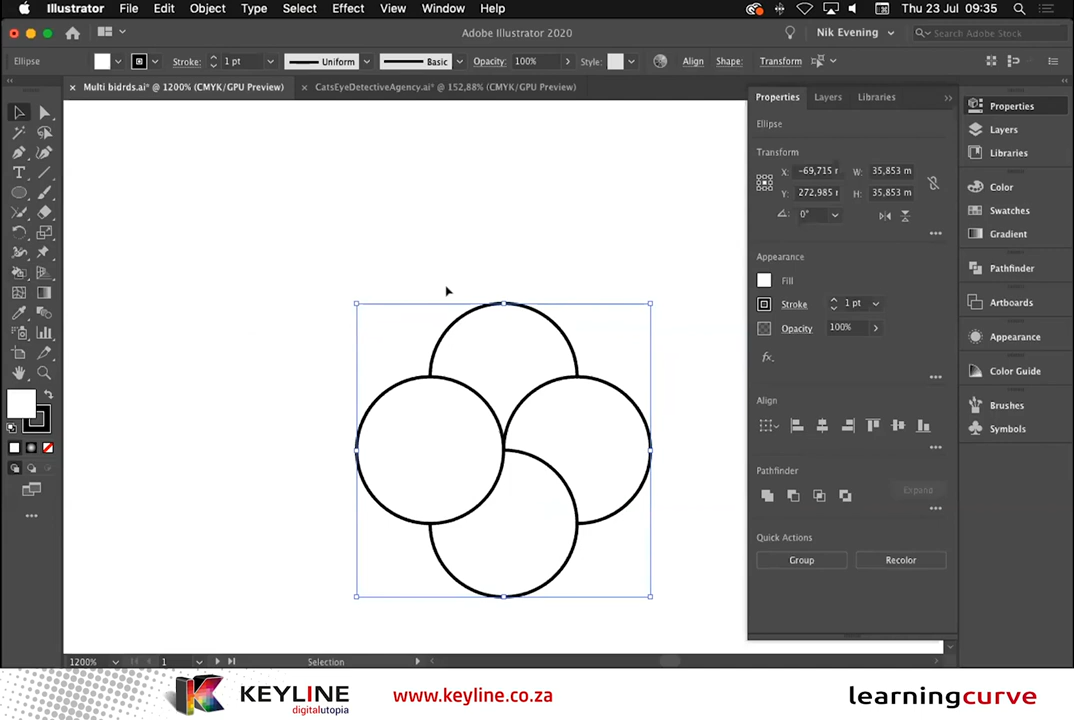 Illustrator File Edit Object Type Select Effect View Window Help Thu 23 Jul 09:35
Adobe Illustrator 2020 Nik Evening Search Adobe Stock
Ellipse Stroke: 1 pt Uniform Basic Opacity: 100% Style: Align Shape: Transform
Multi bidrds.ai* @ 1200% (CMYK/GPU Preview) CatsEyeDetectiveAgency.ai* @ 152,88% (CMYK/GPU Preview)
Properties Layers Libraries
Ellipse
Transform
X: -69,715 W: 35,853 m
Y: 272,985 H: 35,853 m
0°
Appearance
Fill
Stroke 1 pt
Opacity 100%
fx.
Align
Pathfinder
Expand
Quick Actions
Group Recolor
Properties
Layers
Libraries
Color
Swatches
Gradient
Pathfinder
Artboards
Appearance
Color Guide
Brushes
Symbols
1200% 1 Selection
KEYLINE
digitalutopia
www.keyline.co.za
learningcurve